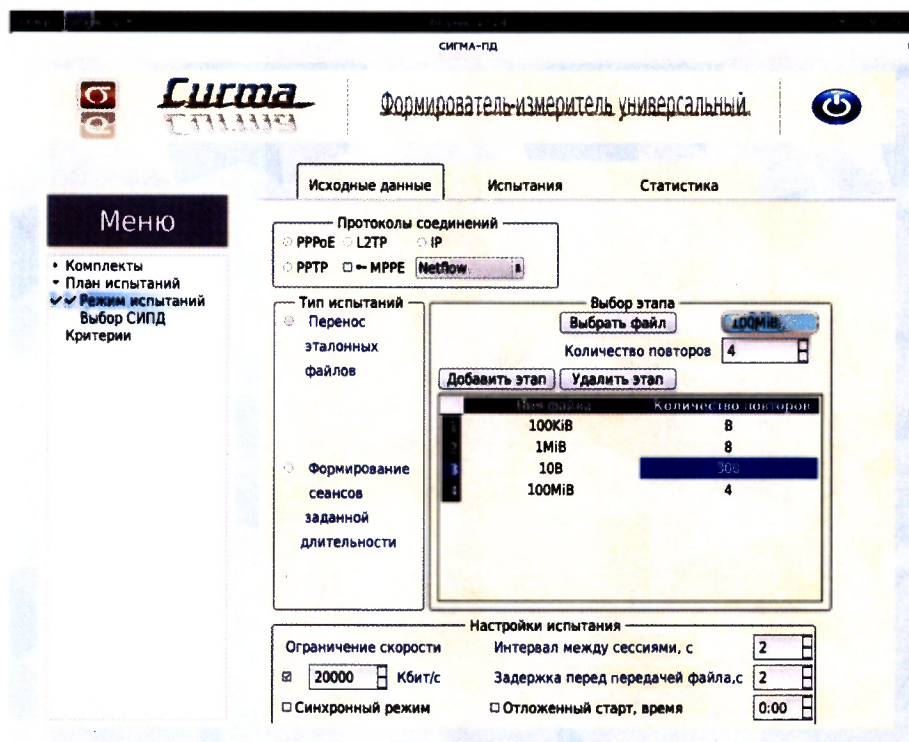 СИГМА-ПД
Сигма
Формирователь-измеритель универсальный
Исходные данные Испытания Статистика
Меню
Комплекты
План испытаний
Режим испытаний
Выбор СИПД
Критерии
Протоколы соединений
PPPoE L2TP IP
PPTP MPPE Netflow
Тип испытаний
Перенос
эталонных
файлов
Формирование
сеансов
заданной
длительности
Выбор этапа
Выбрать файл 100MiB
Количество повторов 4
Добавить этап Удалить этап
Имя файла Количество повторов
1 100KiB 8
2 1MiB 8
3 10B
4 100MiB 4
Настройки испытания
Ограничение скорости Интервал между сессиями, с 2
20000 Кбит/с Задержка перед передачей файла,с 2
Синхронный режим Отложенный старт, время 0:00